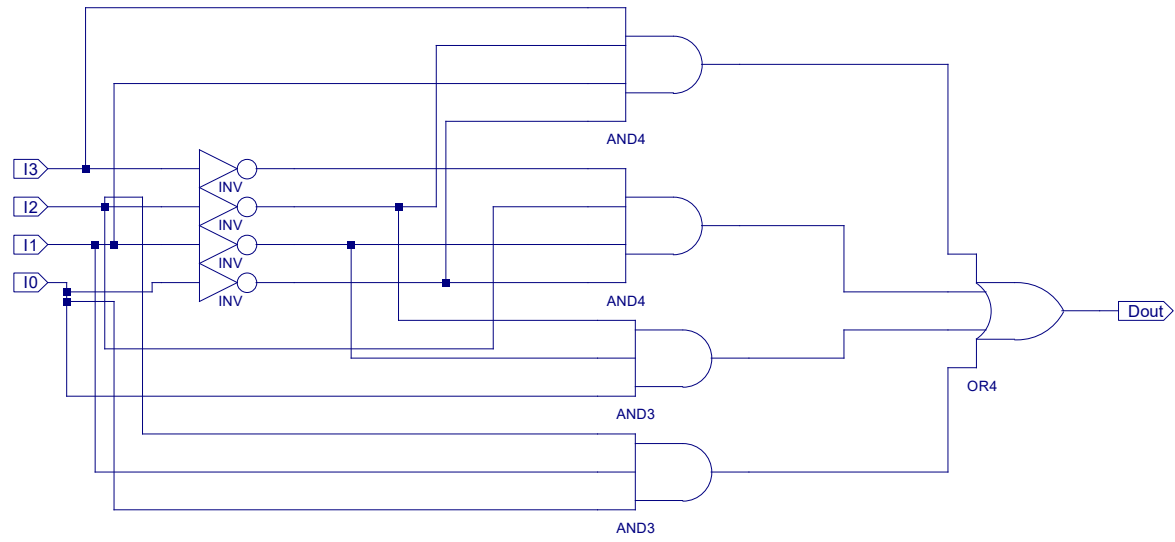 AND4
I3
INV
I2
INV
I1
INV
I0
INV
AND4
Dout
OR4
AND3
AND3